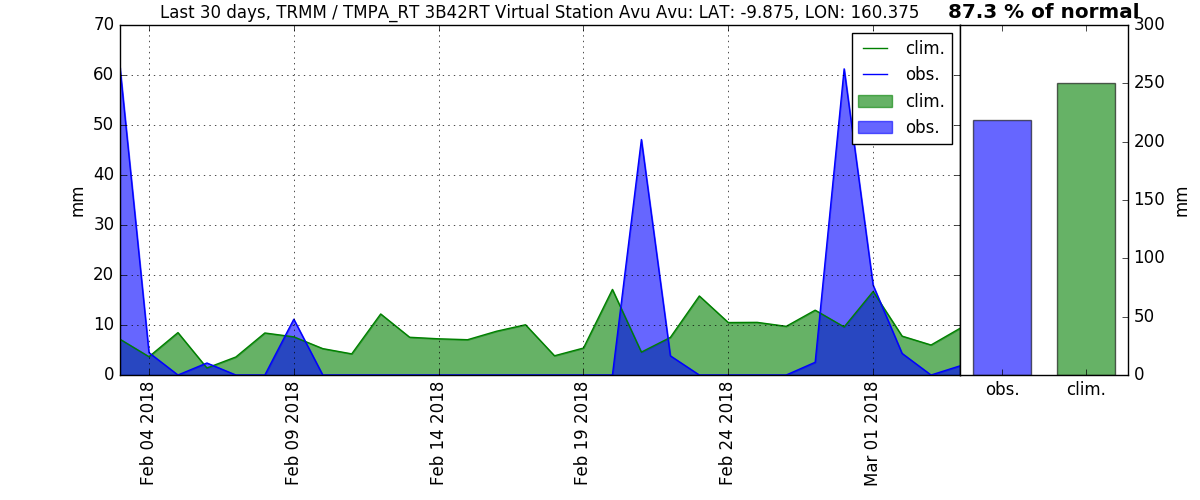 Last 30 days, TRMM / TMPA_RT 3B42RT Virtual Station Avu Avu: LAT: -9.875, LON: 160.375
87.3 % of normal
70
60
50
40
30
20
10
0
mm
clim.
obs.
clim.
obs.
Feb 04 2018
Feb 09 2018
Feb 14 2018
Feb 19 2018
Feb 24 2018
Mar 01 2018
300
250
200
150
100
50
0
mm
obs.
clim.